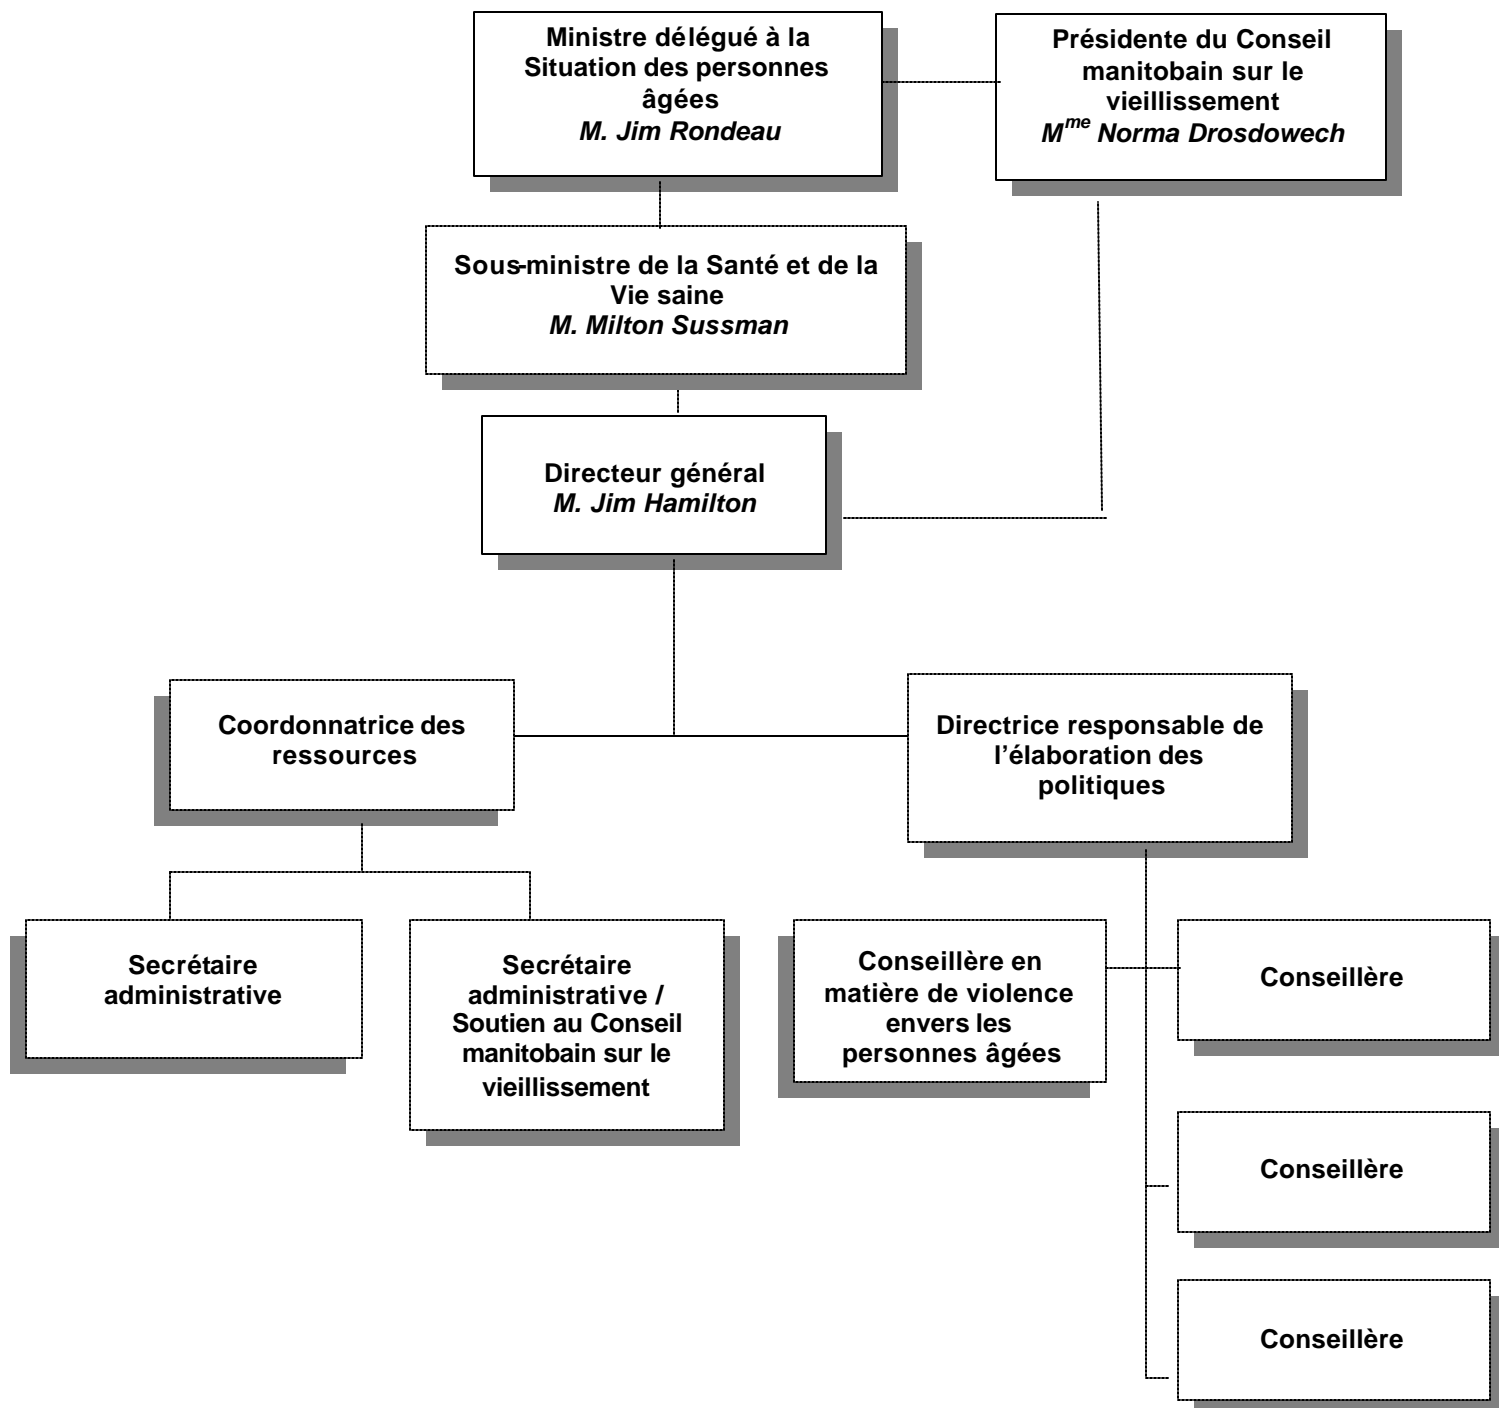 Ministre délégué à la
Situation des personnes
âgées
M. Jim Rondeau
Présidente du Conseil
manitobain sur le
vieillissement
Mme Norma Drosdowech
Sous-ministre de la Santé et de la
Vie saine
M. Milton Sussman
Directeur général
M. Jim Hamilton
Coordonnatrice des
ressources
Directrice responsable de
l’élaboration des
politiques
Secrétaire
administrative
Secrétaire
administrative /
Soutien au Conseil
manitobain sur le
vieillissement
Conseillère en
matière de violence
envers les
personnes âgées
Conseillère
Conseillère
Conseillère